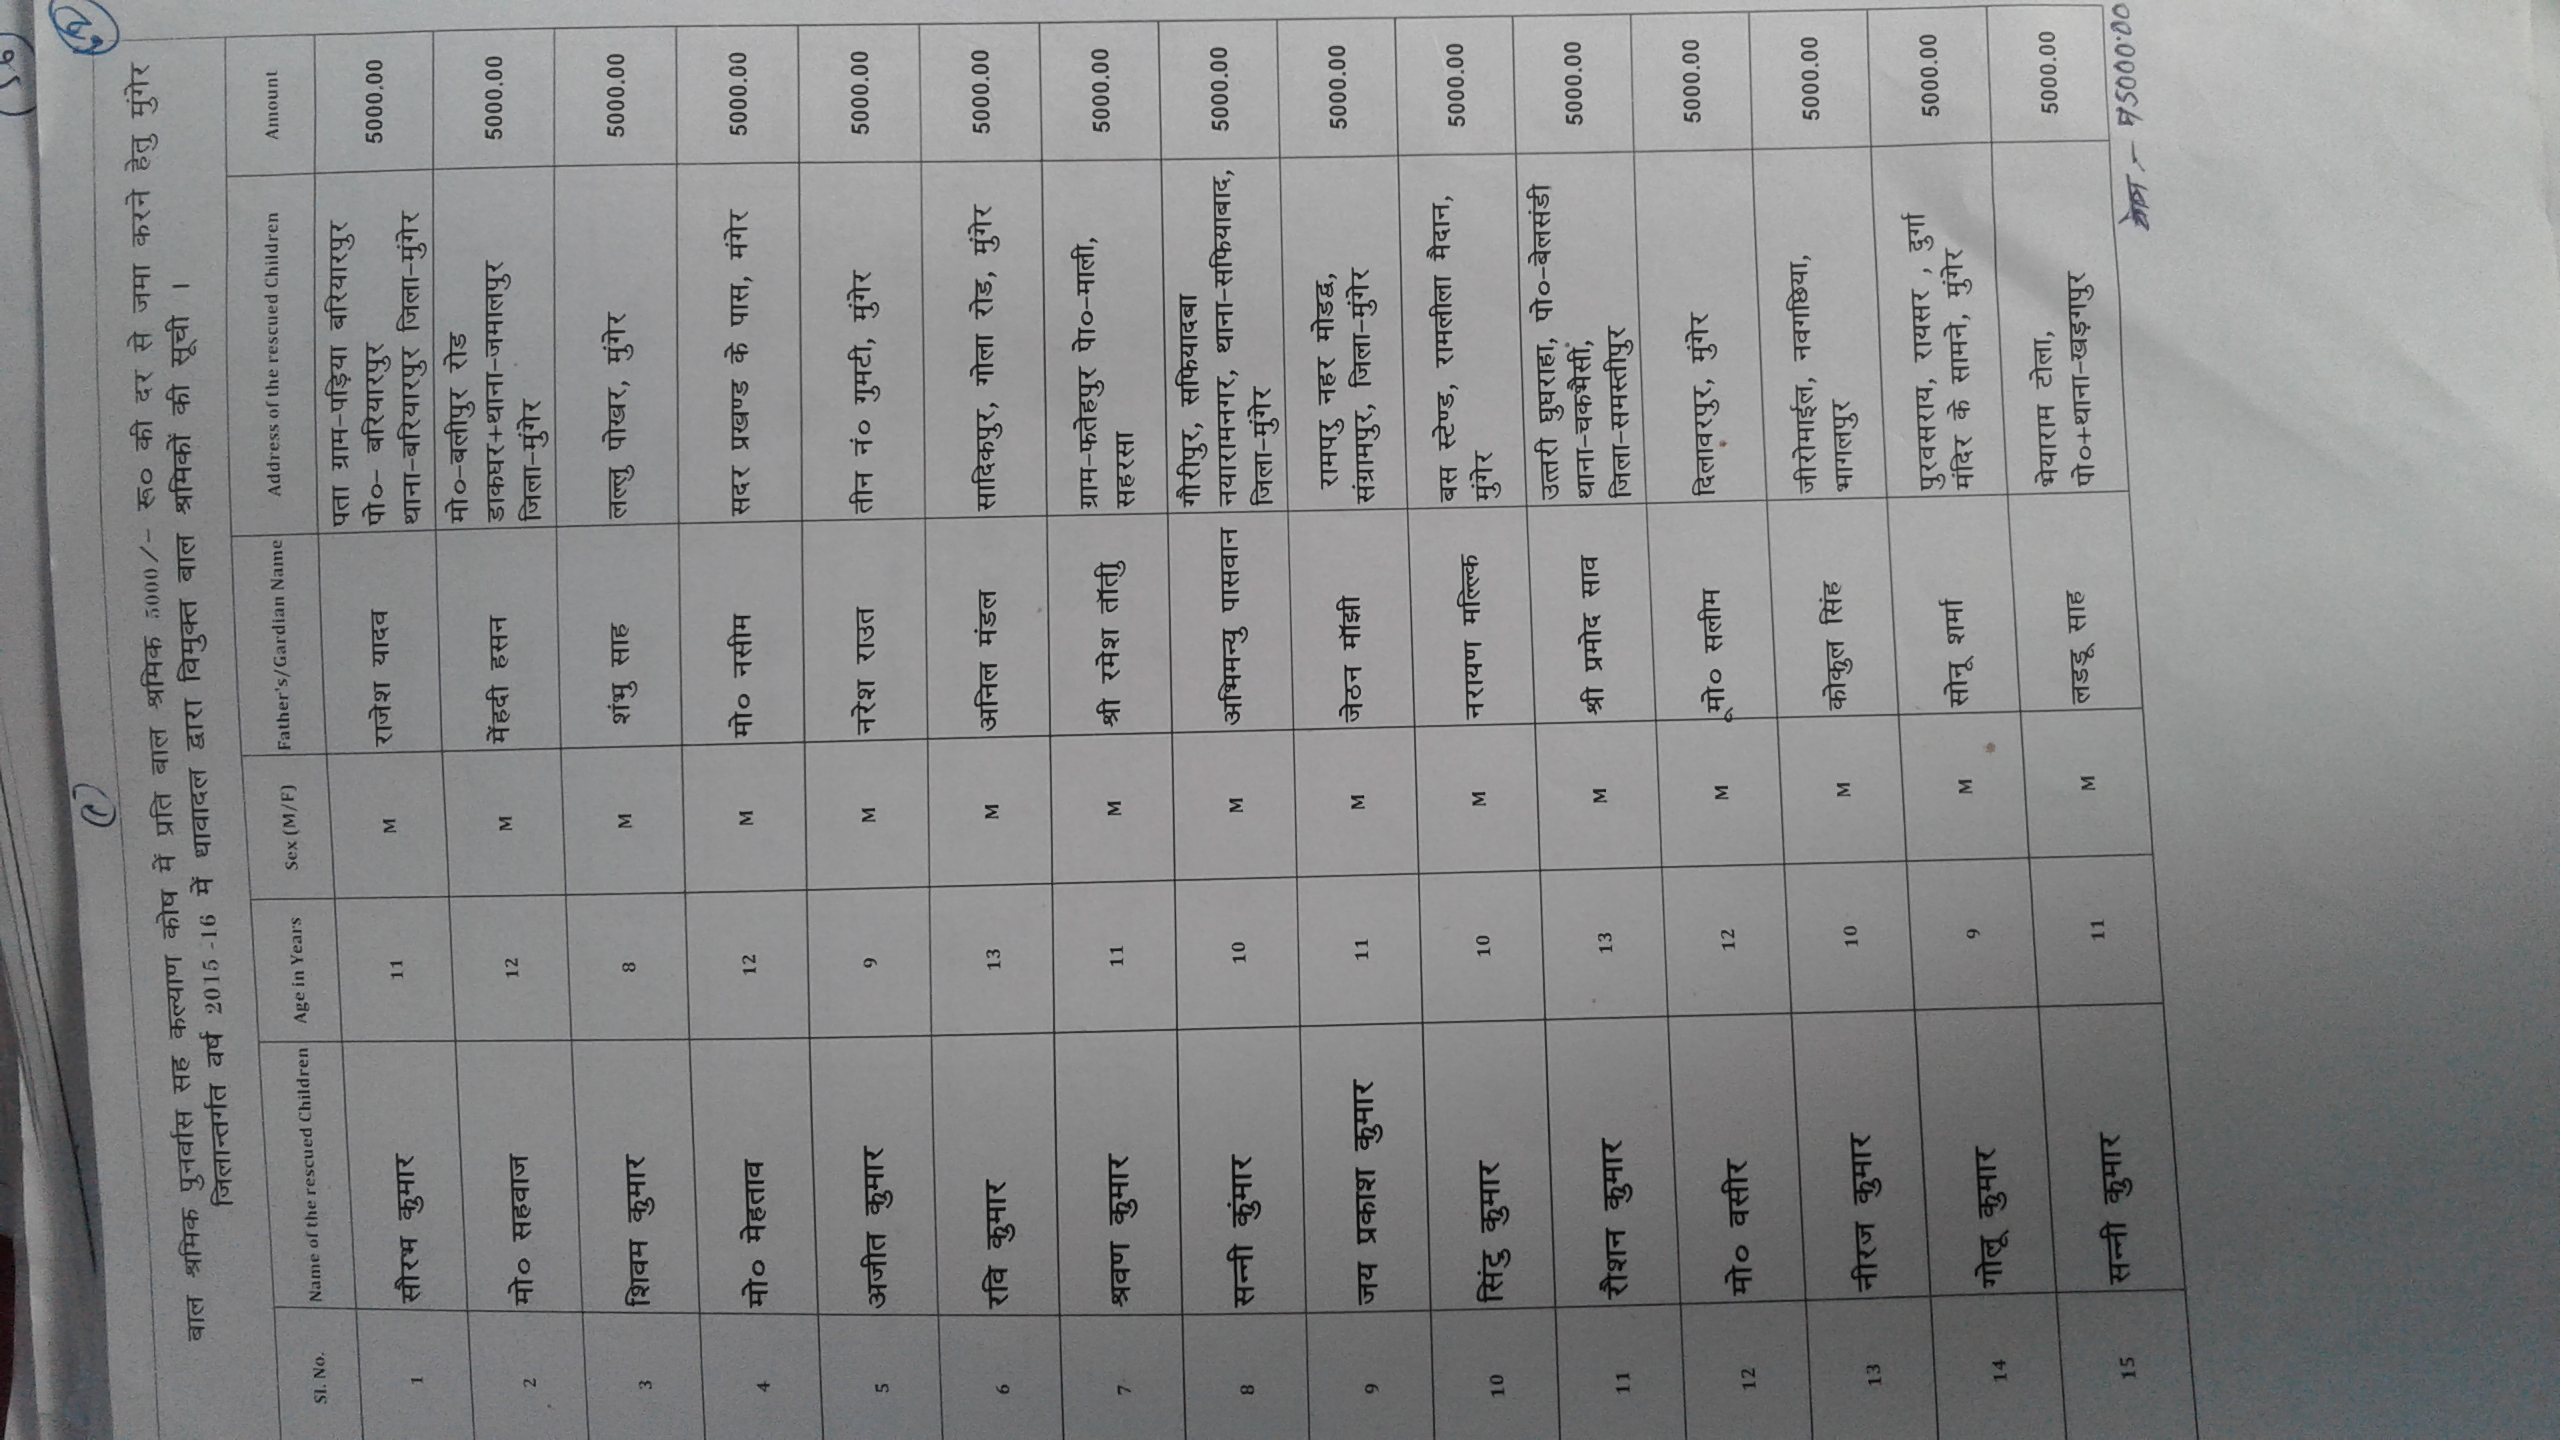 बाल श्रमिक पुनर्वास सह कल्याण कोष में प्रति बाल श्रमिक 5000/- रू० की दर से जमा करने हेतु मुंगेर
जिलान्तर्गत वर्ष 2015-16 में धावादल द्वारा विमुक्त बाल श्रमिकों की सूची ।
Sl. No. Name of the rescued Children Age in Years Sex (M/F) Father's/Gardian Name Address of the rescued Children Amount
1 सौरभ कुमार 11 M राजेश यादव पता ग्राम-पड़िया बरियारपुर
पो०- बरियारपुर
थाना-बरियारपुर जिला-मुंगेर 5000.00
2 मो० सहवाज 12 M मेंहदी हसन मो०-वलीपुर रोड
डाकघर+थाना-जमालपुर
जिला-मुंगेर 5000.00
3 शिवम कुमार 8 M शंभु साह लल्लु पोखर, मुंगेर 5000.00
4 मो० मेहताव 12 M मो० नसीम सदर प्रखण्ड के पास, मंगेर 5000.00
5 अजीत कुमार 9 M नरेश राउत तीन नं० गुमटी, मुंगेर 5000.00
6 रवि कुमार 13 M अनिल मंडल सादिकपुर, गोला रोड, मुंगेर 5000.00
7 श्रवण कुमार 11 M श्री रमेश तॉती ग्राम-फतेहपुर पेा०-माली,
सहरसा 5000.00
8 सन्नी कुंमार 10 M अभिमन्यु पासवान गौरीपुर, सफियादबा
नयारामनगर, थाना-सफियाबाद,
जिला-मुंगेर 5000.00
9 जय प्रकाश कुमार 11 M जेठन मॉझी रामपपु नहर मोडढ,
संग्रामपुर, जिला-मुंगेर 5000.00
10 सिंटु कुमार 10 M नरायण मल्लिक बस स्टेण्ड, रामलीला मैदान,
मुंगेर 5000.00
11 रौशन कुमार 13 M श्री प्रमोद साव उत्तरी घुघराहा, पो०-बेलसंडी
थाना-चकभैसी,
जिला-समस्तीपुर 5000.00
12 मो० वसीर 12 M मो० सलीम दिलावरपुर, मुंगेर 5000.00
13 नीरज कुमार 10 M कोकुल सिंह जीरोमाईल, नवगछिया,
भागलपुर 5000.00
14 गोलू कुमार 9 M सोनू शर्मा पुरवसराय, रायसर , दुर्गा
मंदिर के सामने, मुंगेर 5000.00
15 सन्नी कुमार 11 M लडडू साह भेयाराम टोला,
पो०+थाना-खड़गपुर 5000.00
75000.00